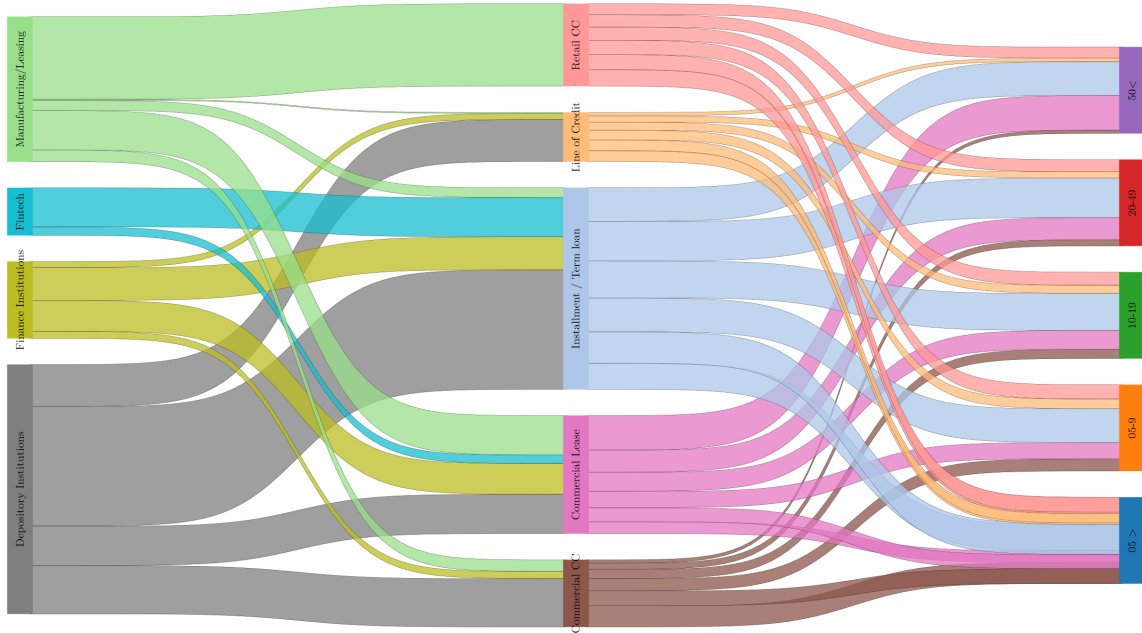 Manufacturing/Leasing
Fintech
Finance Institutions
Depository Institutions
Retail CC
Line of Credit
Installment / Term loan
Commercial Lease
Commercial CC
50<
20-49
10-19
05-9
05 >